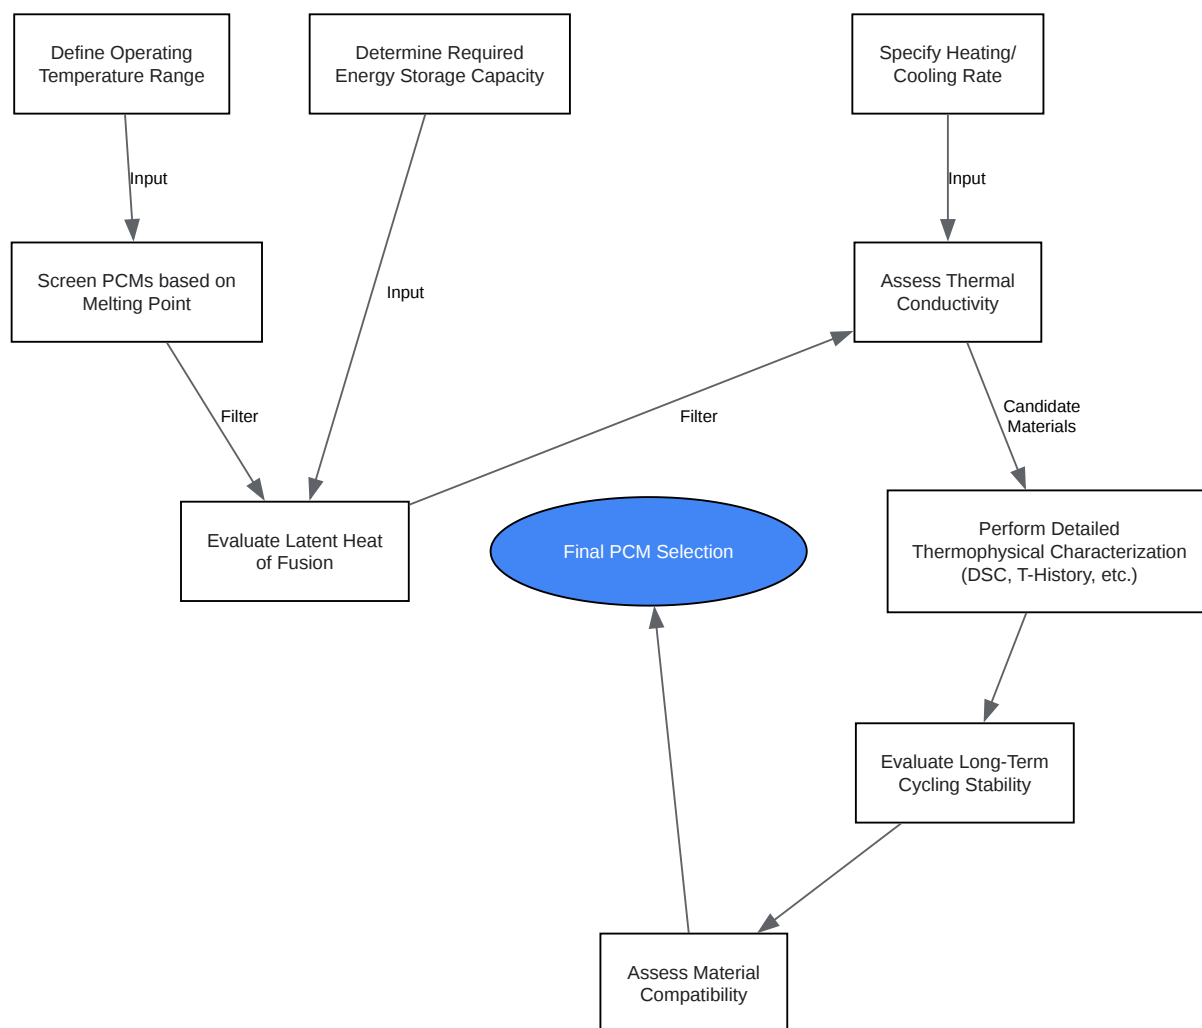 Define Operating
Temperature Range
Determine Required
Energy Storage Capacity
Specify Heating/
Cooling Rate
Input
Input
Screen PCMs based on
Melting Point
Assess Thermal
Conductivity
Input
Filter
Filter
Candidate
Materials
Evaluate Latent Heat
of Fusion
Final PCM Selection
Perform Detailed
Thermophysical Characterization
(DSC, T-History, etc.)
Evaluate Long-Term
Cycling Stability
Assess Material
Compatibility